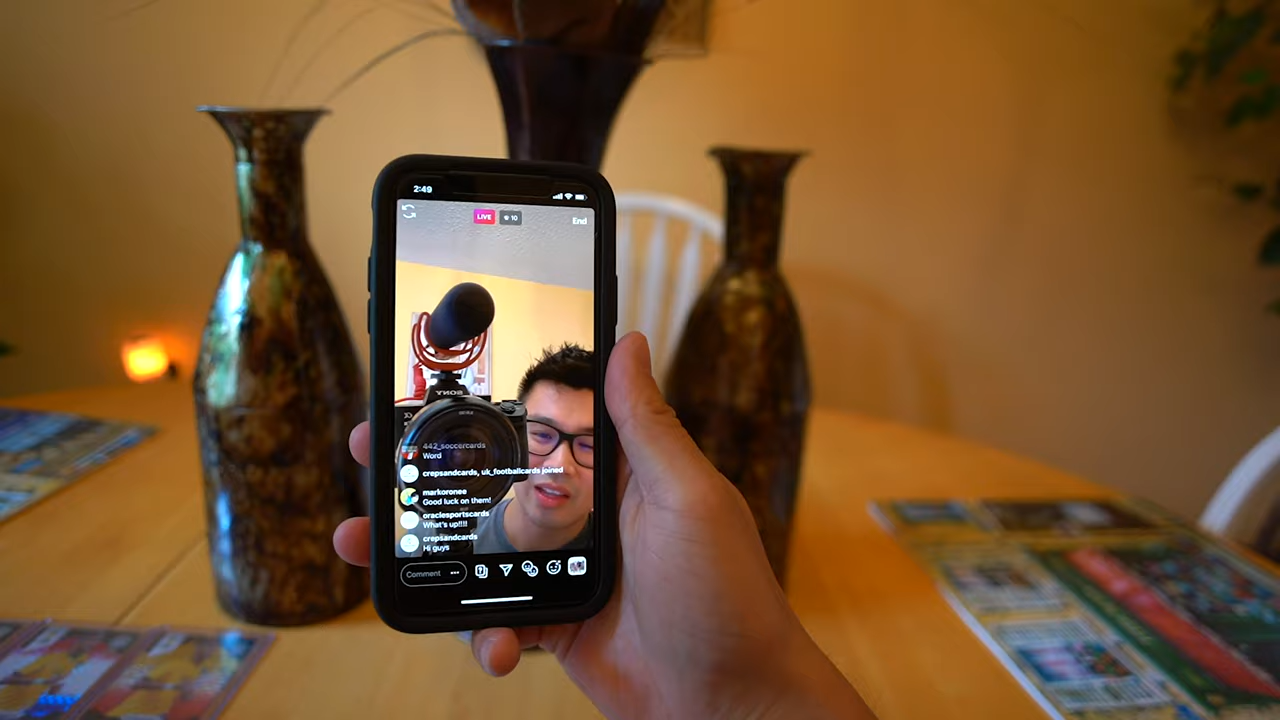 2:49
LIVE 10 End
SONY
442_soccercards
Word
crepsandcards, uk_footballcards joined
markoronee
Good luck on them!
oraclesportscards
What's up!!!!
crepsandcards
Hi guys
Comment